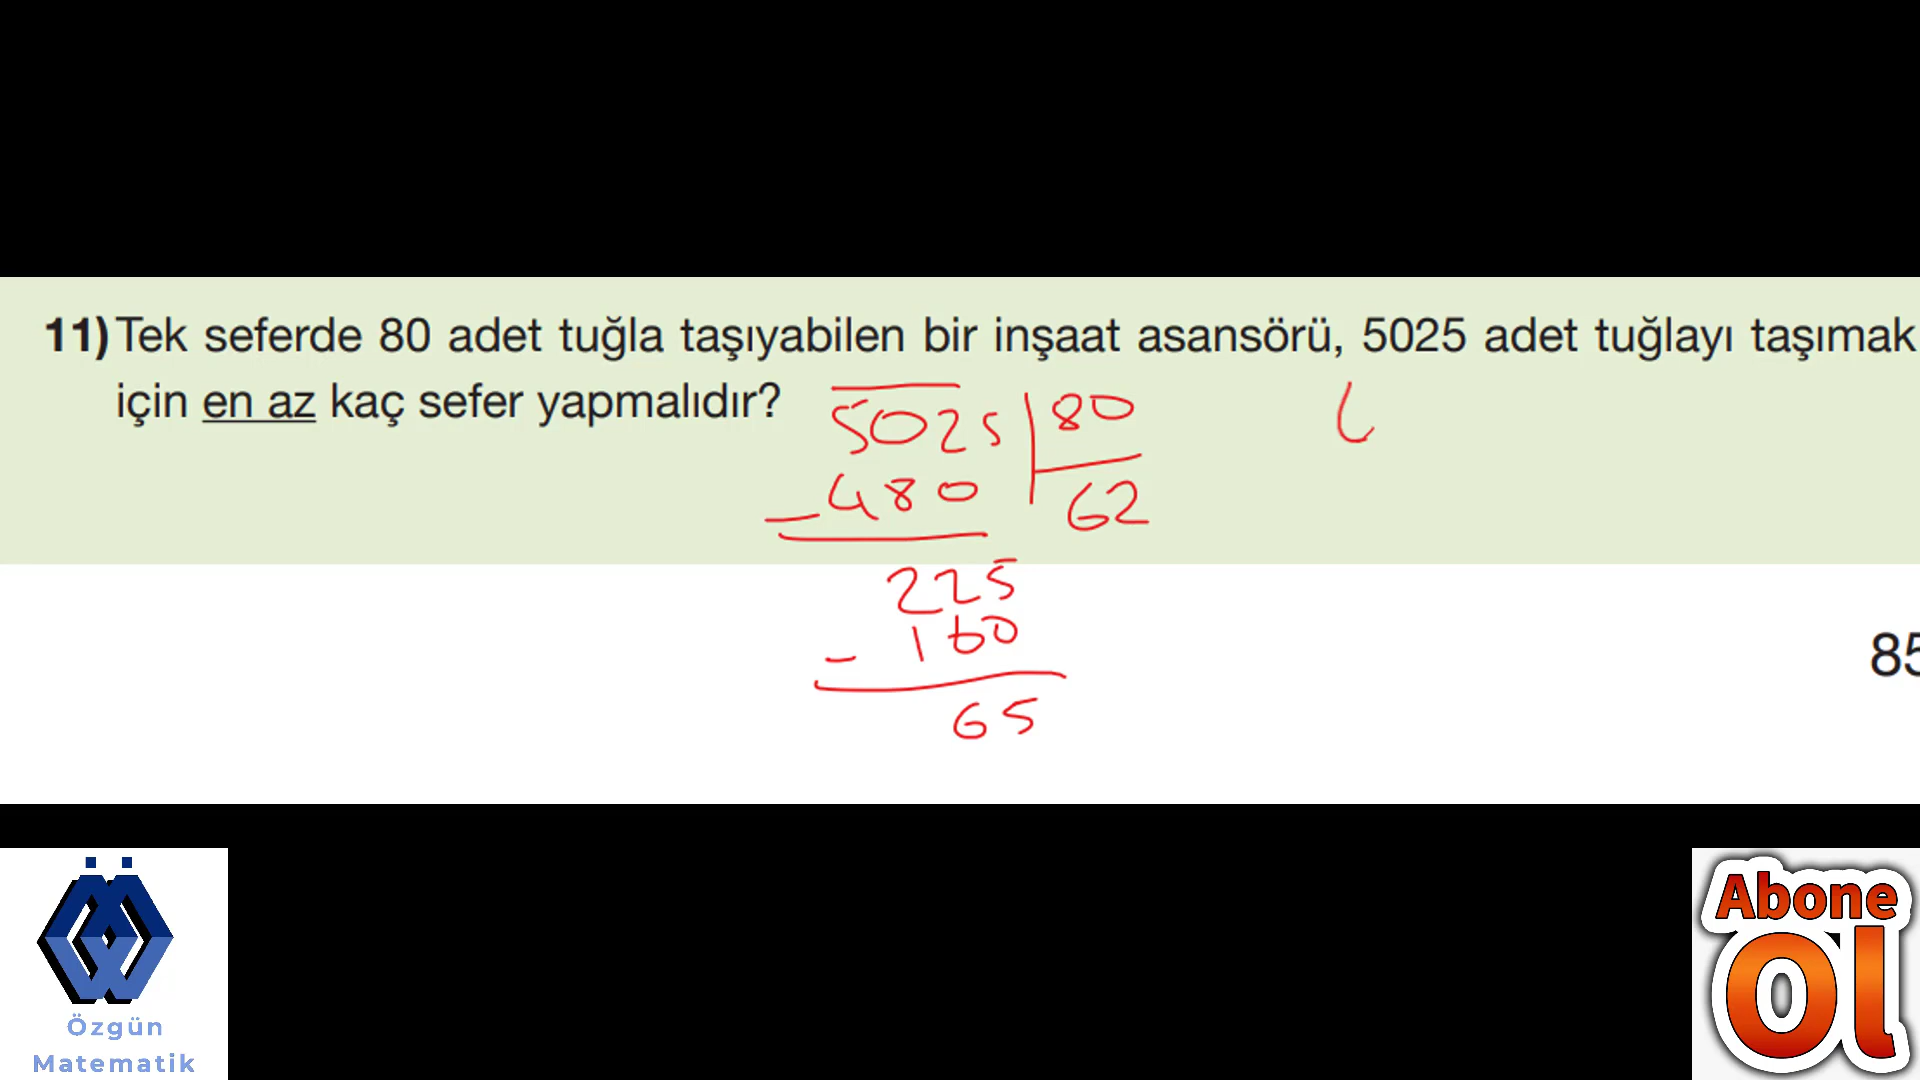 11) Tek seferde 80 adet tuğla taşıyabilen bir inşaat asansörü, 5025 adet tuğlayı taşımak
için en az kaç sefer yapmalıdır?
5025 80
- 480 62
225
- 160
65
85
Özgün
Matematik
Abone
Ol